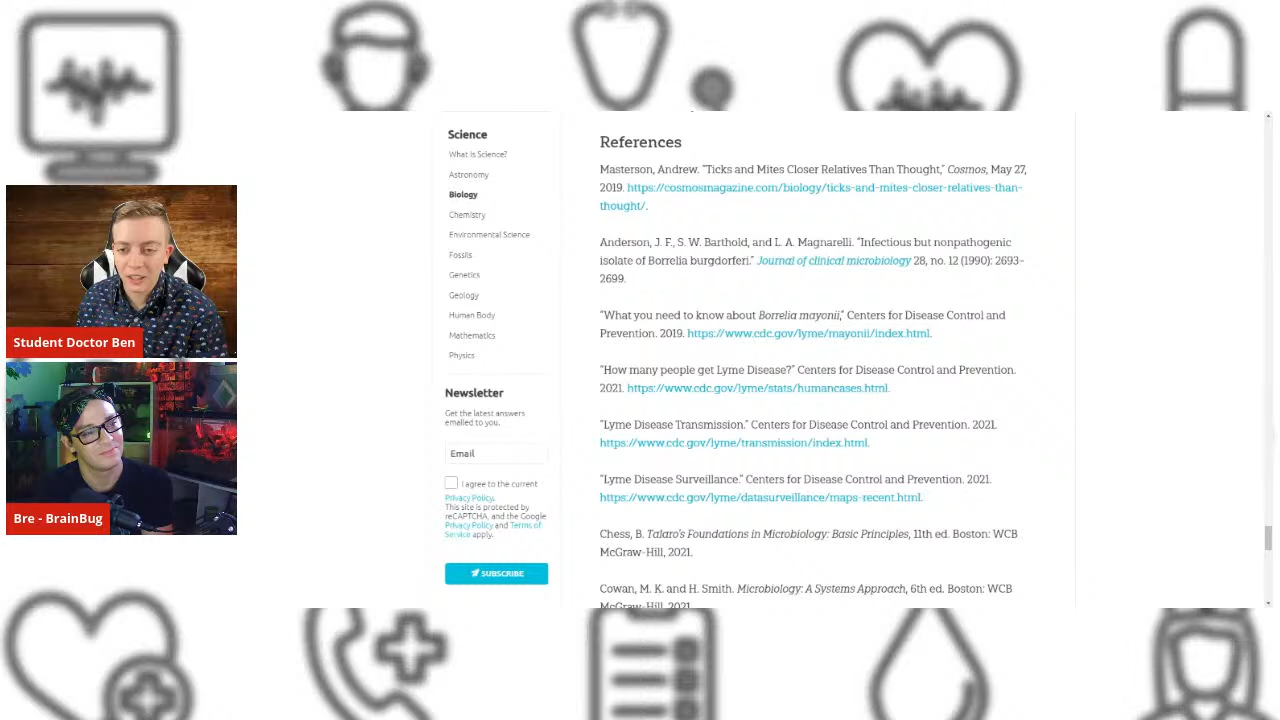 Science
What Is Science?
Astronomy
Biology
Chemistry
Environmental Science
Fossils
Genetics
Geology
Human Body
Mathematics
Physics
Newsletter
Get the latest answers
emailed to you.
Email
I agree to the current
Privacy Policy.
This site is protected by
reCAPTCHA, and the Google
Privacy Policy and Terms of
Service apply.
SUBSCRIBE
References
Masterson, Andrew. “Ticks and Mites Closer Relatives Than Thought,” Cosmos, May 27,
2019. https://cosmosmagazine.com/biology/ticks-and-mites-closer-relatives-than-
thought/.
Anderson, J. F., S. W. Barthold, and L. A. Magnarelli. “Infectious but nonpathogenic
isolate of Borrelia burgdorferi.” Journal of clinical microbiology 28, no. 12 (1990): 2693–
2699.
“What you need to know about Borrelia mayonii,” Centers for Disease Control and
Prevention. 2019. https://www.cdc.gov/lyme/mayonii/index.html.
“How many people get Lyme Disease?” Centers for Disease Control and Prevention.
2021. https://www.cdc.gov/lyme/stats/humancases.html.
“Lyme Disease Transmission.” Centers for Disease Control and Prevention. 2021.
https://www.cdc.gov/lyme/transmission/index.html.
“Lyme Disease Surveillance.” Centers for Disease Control and Prevention. 2021.
https://www.cdc.gov/lyme/datasurveillance/maps-recent.html.
Chess, B. Talaro’s Foundations in Microbiology: Basic Principles, 11th ed. Boston: WCB
McGraw-Hill, 2021.
Cowan, M. K. and H. Smith. Microbiology: A Systems Approach, 6th ed. Boston: WCB
McGraw-Hill, 2021
Student Doctor Ben
Bre - BrainBug